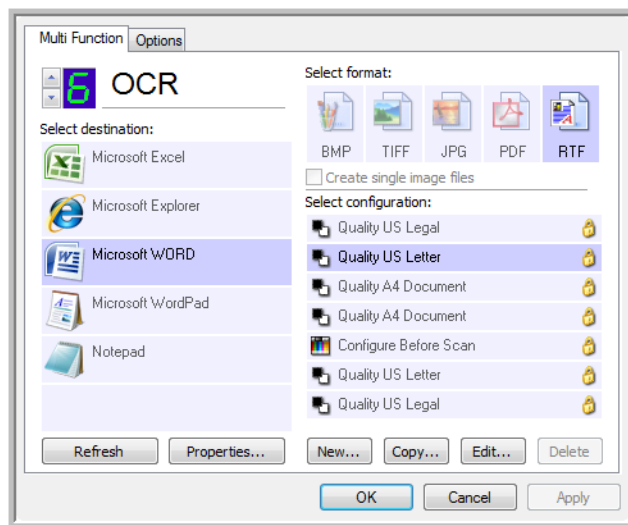 Multi Function
Options
6
OCR
Select destination:
Microsoft Excel
Microsoft Explorer
Microsoft WORD
Microsoft WordPad
Notepad
Refresh
Properties...
Select format:
BMP TIFF JPG PDF RTF
Create single image files
Select configuration:
Quality US Legal
Quality US Letter
Quality A4 Document
Quality A4 Document
Configure Before Scan
Quality US Letter
Quality US Legal
New... Copy... Edit... Delete
OK Cancel Apply